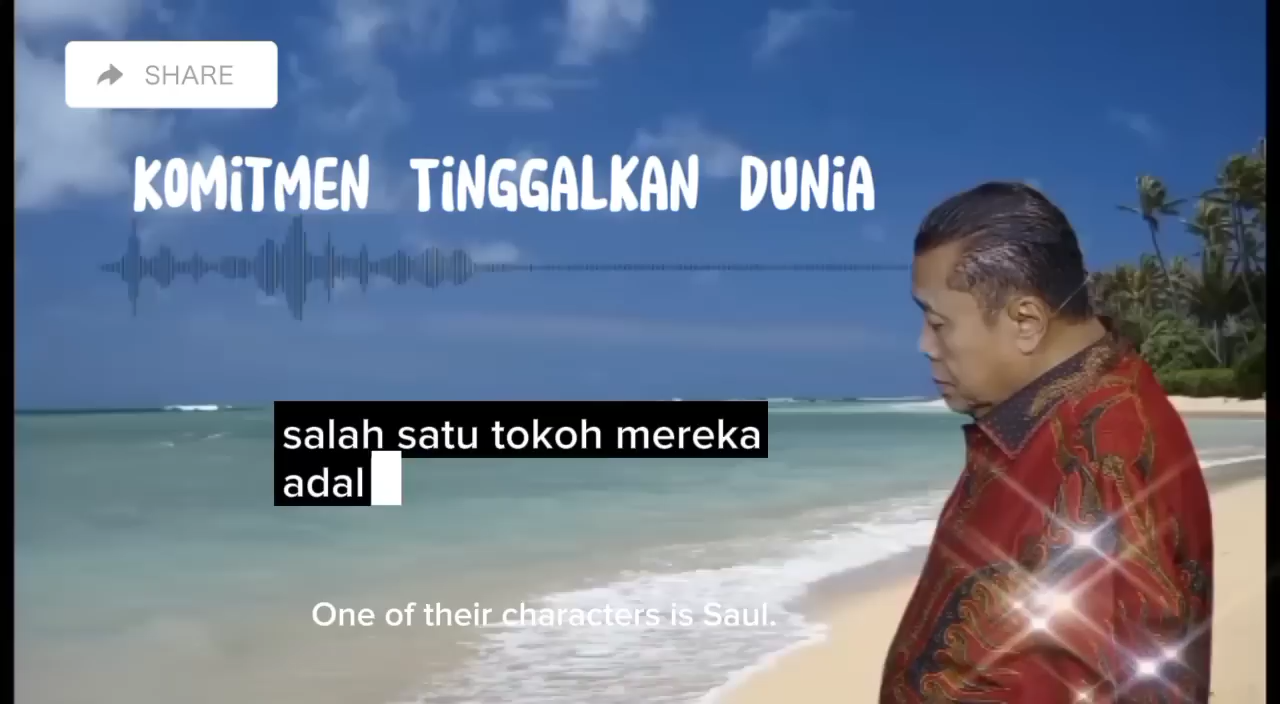 SHARE
KOMiTMEN TiNGGALKAN DUNiA
salah satu tokoh mereka
adal
One of their characters is Saul.